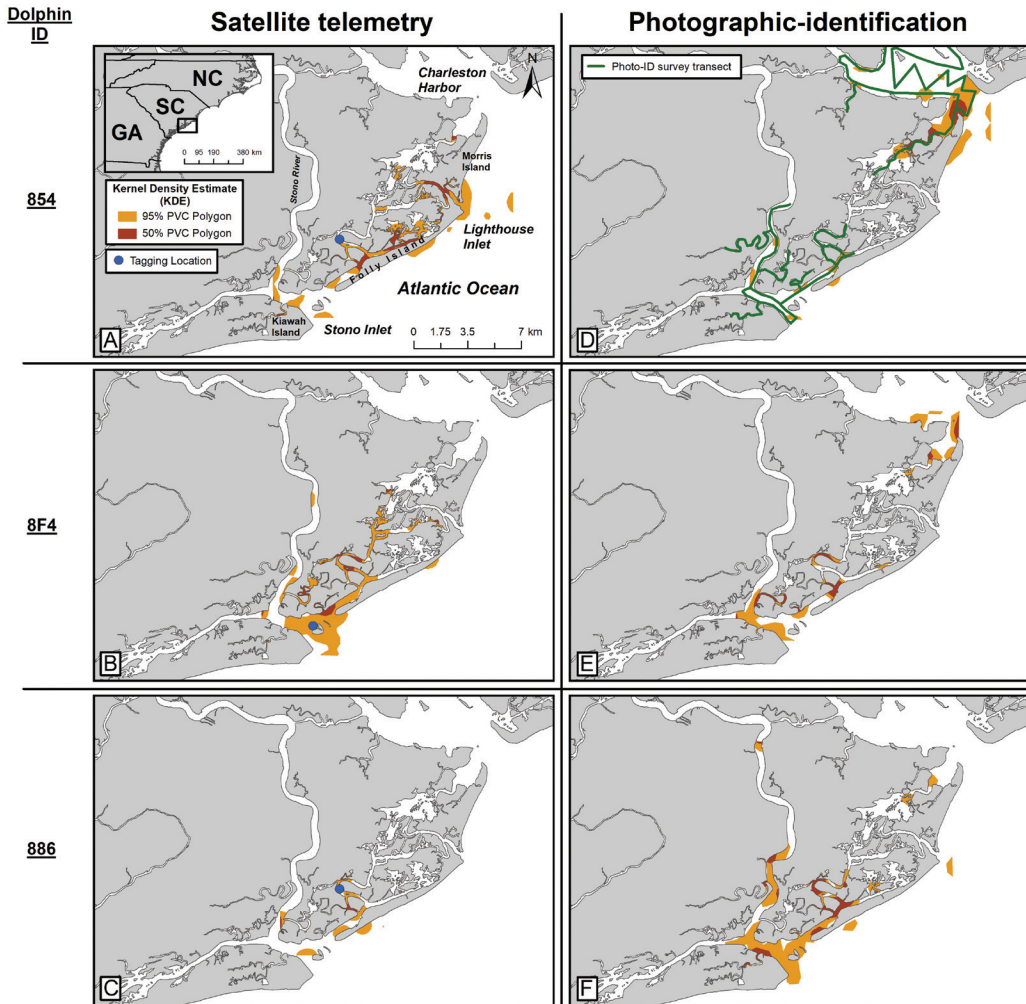 Dolphin
ID
Satellite telemetry
Photographic-identification
854
NC
SC
GA
0 95 190 380 km
Kernel Density Estimate
(KDE)
95% PVC Polygon
50% PVC Polygon
Tagging Location
Charleston
Harbor
N
Stono River
Morris
Island
Lighthouse
Inlet
Folly Island
Atlantic Ocean
Kiawah
Island
Stono Inlet
0 1.75 3.5 7 km
A
Photo-ID survey transect
D
8F4
B
E
886
C
F